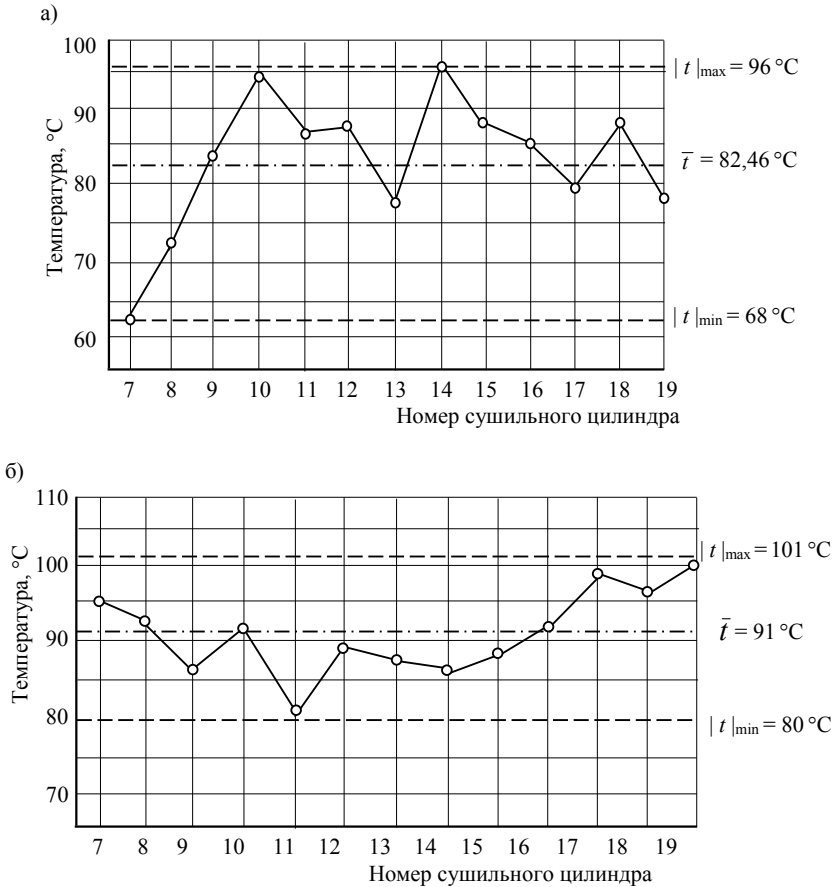 а)
100
90
80
70
60
Температура, °С
| t |max = 96 °С
t̅ = 82,46 °С
| t |min = 68 °С
7 8 9 10 11 12 13 14 15 16 17 18 19
Номер сушильного цилиндра
б)
110
100
90
80
70
Температура, °С
| t |max = 101 °С
t̅ = 91 °С
| t |min = 80 °С
7 8 9 10 11 12 13 14 15 16 17 18 19
Номер сушильного цилиндра